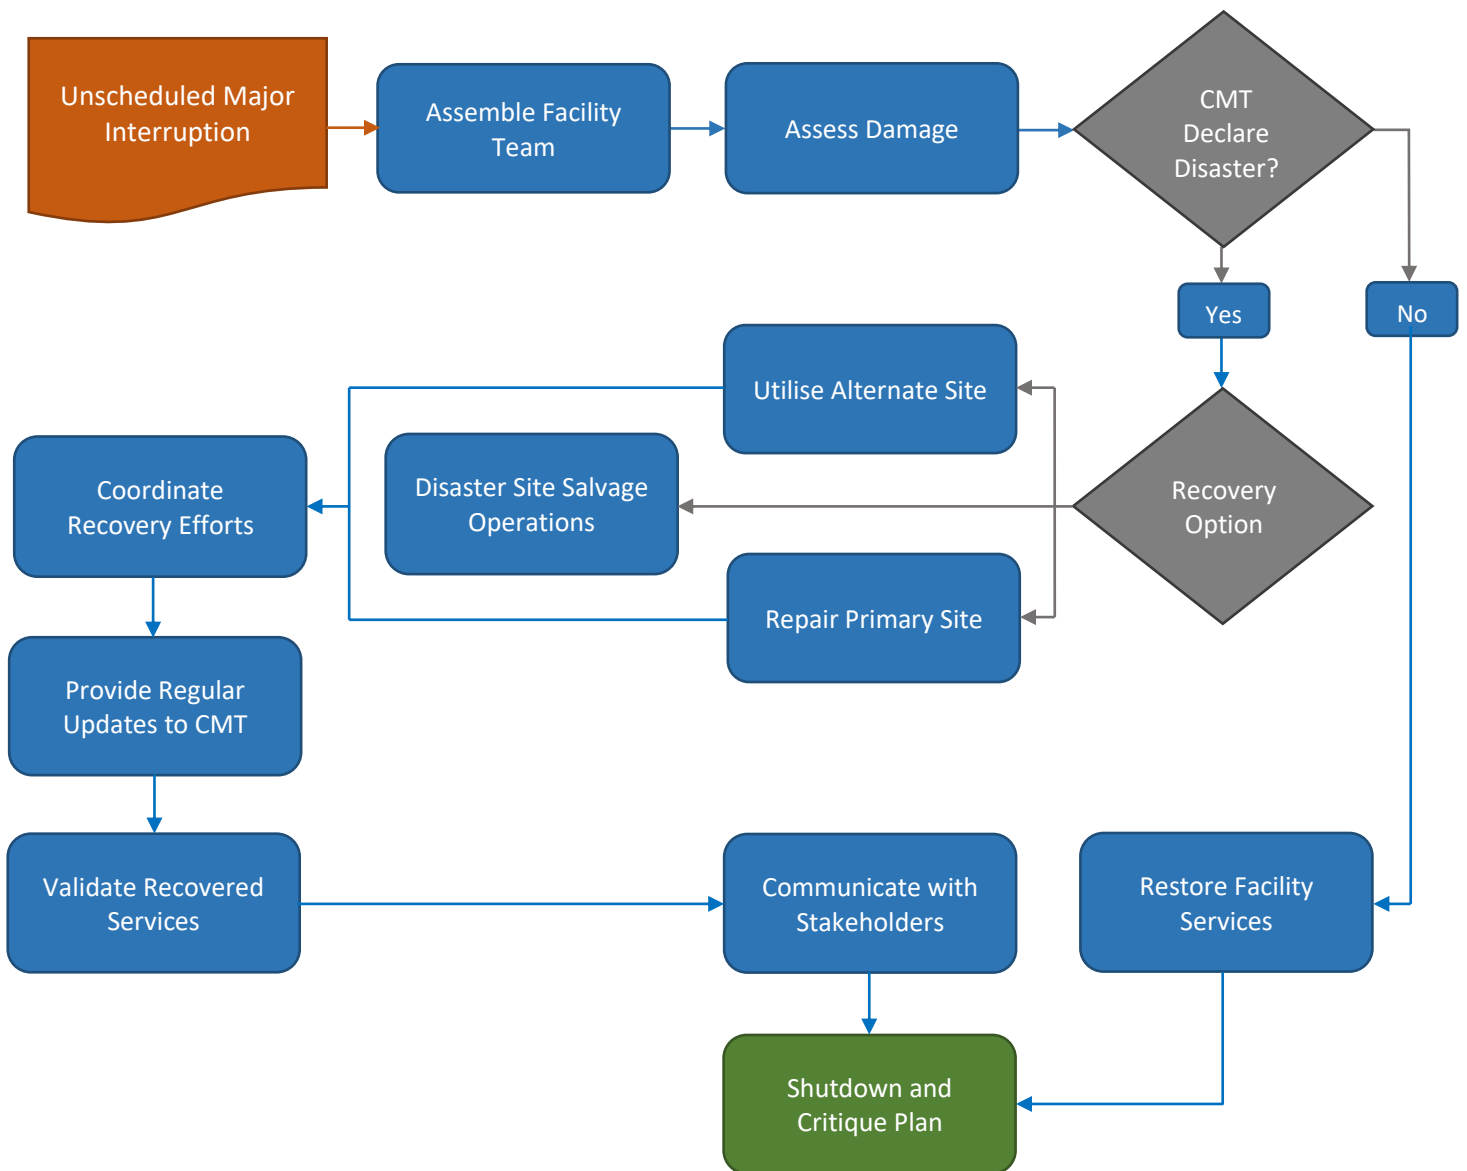 Unscheduled Major
Interruption
Assemble Facility
Team
Assess Damage
CMT
Declare
Disaster?
Yes
No
Utilise Alternate Site
Disaster Site Salvage
Operations
Repair Primary Site
Recovery
Option
Coordinate
Recovery Efforts
Provide Regular
Updates to CMT
Validate Recovered
Services
Communicate with
Stakeholders
Restore Facility
Services
Shutdown and
Critique Plan